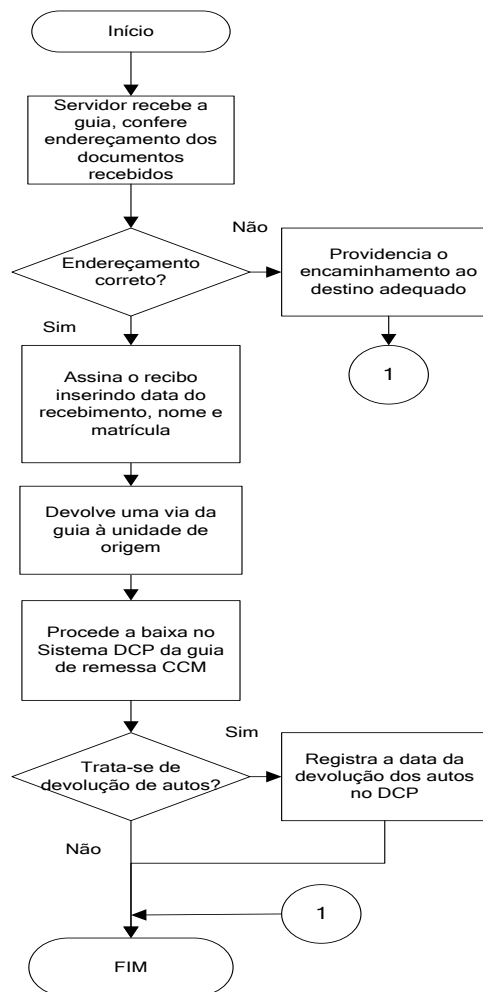 Início
Servidor recebe a
guia, confere
endereçamento dos
documentos
recebidos
Não
Endereçamento
correto?
Providencia o
encaminhamento ao
destino adequado
Sim
1
Assina o recibo
inserindo data do
recebimento, nome e
matrícula
Devolve uma via da
guia à unidade de
origem
Procede a baixa no
Sistema DCP da guia
de remessa CCM
Sim
Trata-se de
devolução de autos?
Registra a data da
devolução dos autos
no DCP
Não
1
FIM